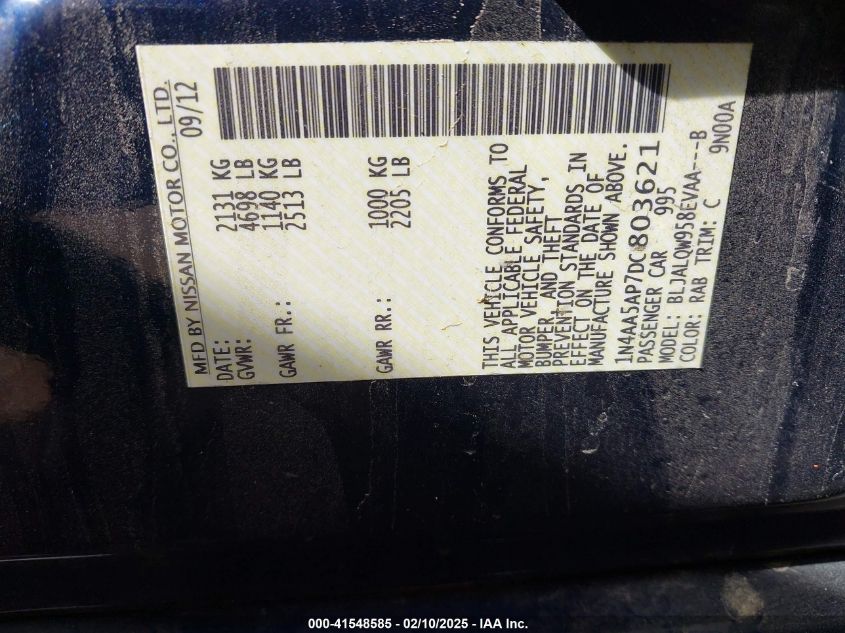 MFD BY NISSAN MOTOR CO., LTD.
DATE: 09/12
GVWR: 2131 KG
4698 LB
GAWR FR.: 1140 KG
2513 LB
GAWR RR.: 1000 KG
2205 LB
THIS VEHICLE CONFORMS TO
ALL APPLICABLE FEDERAL
MOTOR VEHICLE SAFETY,
BUMPER, AND THEFT
PREVENTION STANDARDS IN
EFFECT ON THE DATE OF
MANUFACTURE SHOWN ABOVE.
1N4AA5AP7DC803621
PASSENGER CAR 995
MODEL: BLJALQW958EVAA---B
COLOR: RAB TRIM: C 9N00A
000-41548585 - 02/10/2025 - IAA Inc.